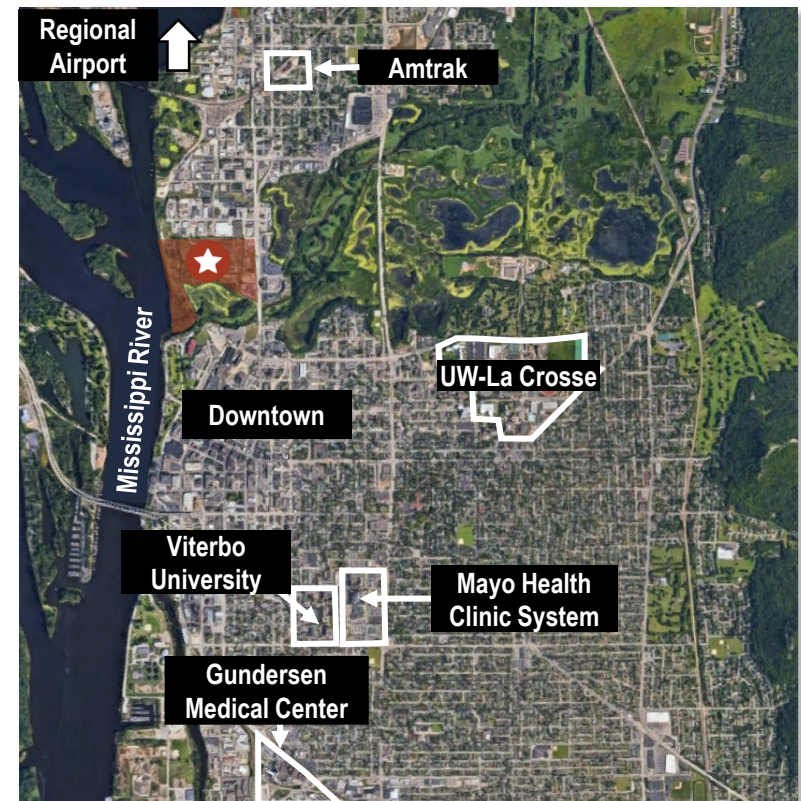 Regional
Airport
Amtrak
UW-La Crosse
Mississippi River
Downtown
Viterbo
University
Mayo Health
Clinic System
Gundersen
Medical Center